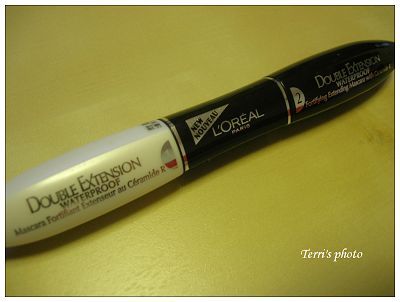 DOUBLE EXTENSION
WATERPROOF
Mascara Fortifiant Extenseur au Céramide R
NEW
NOUVEAU
L'ORÉAL
PARIS
2
DOUBLE EXTENSION
WATERPROOF
Fortifying Extending Mascara with Ceramide R
Terri's photo